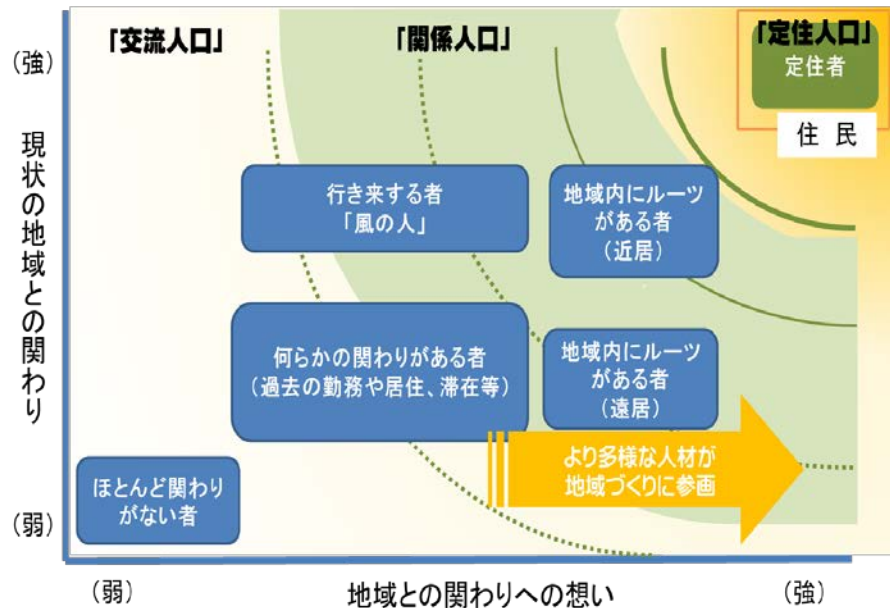 「交流人口」
「関係人口」
「定住人口」
定住者
住 民
(強)
現状の地域との関わり
(弱)
行き来する者
「風の人」
地域内にルーツ
がある者
(近居)
何らかの関わりがある者
(過去の勤務や居住、滞在等)
地域内にルーツ
がある者
(遠居)
より多様な人材が
地域づくりに参画
ほとんど関わり
がない者
(弱)
地域との関わりへの想い
(強)